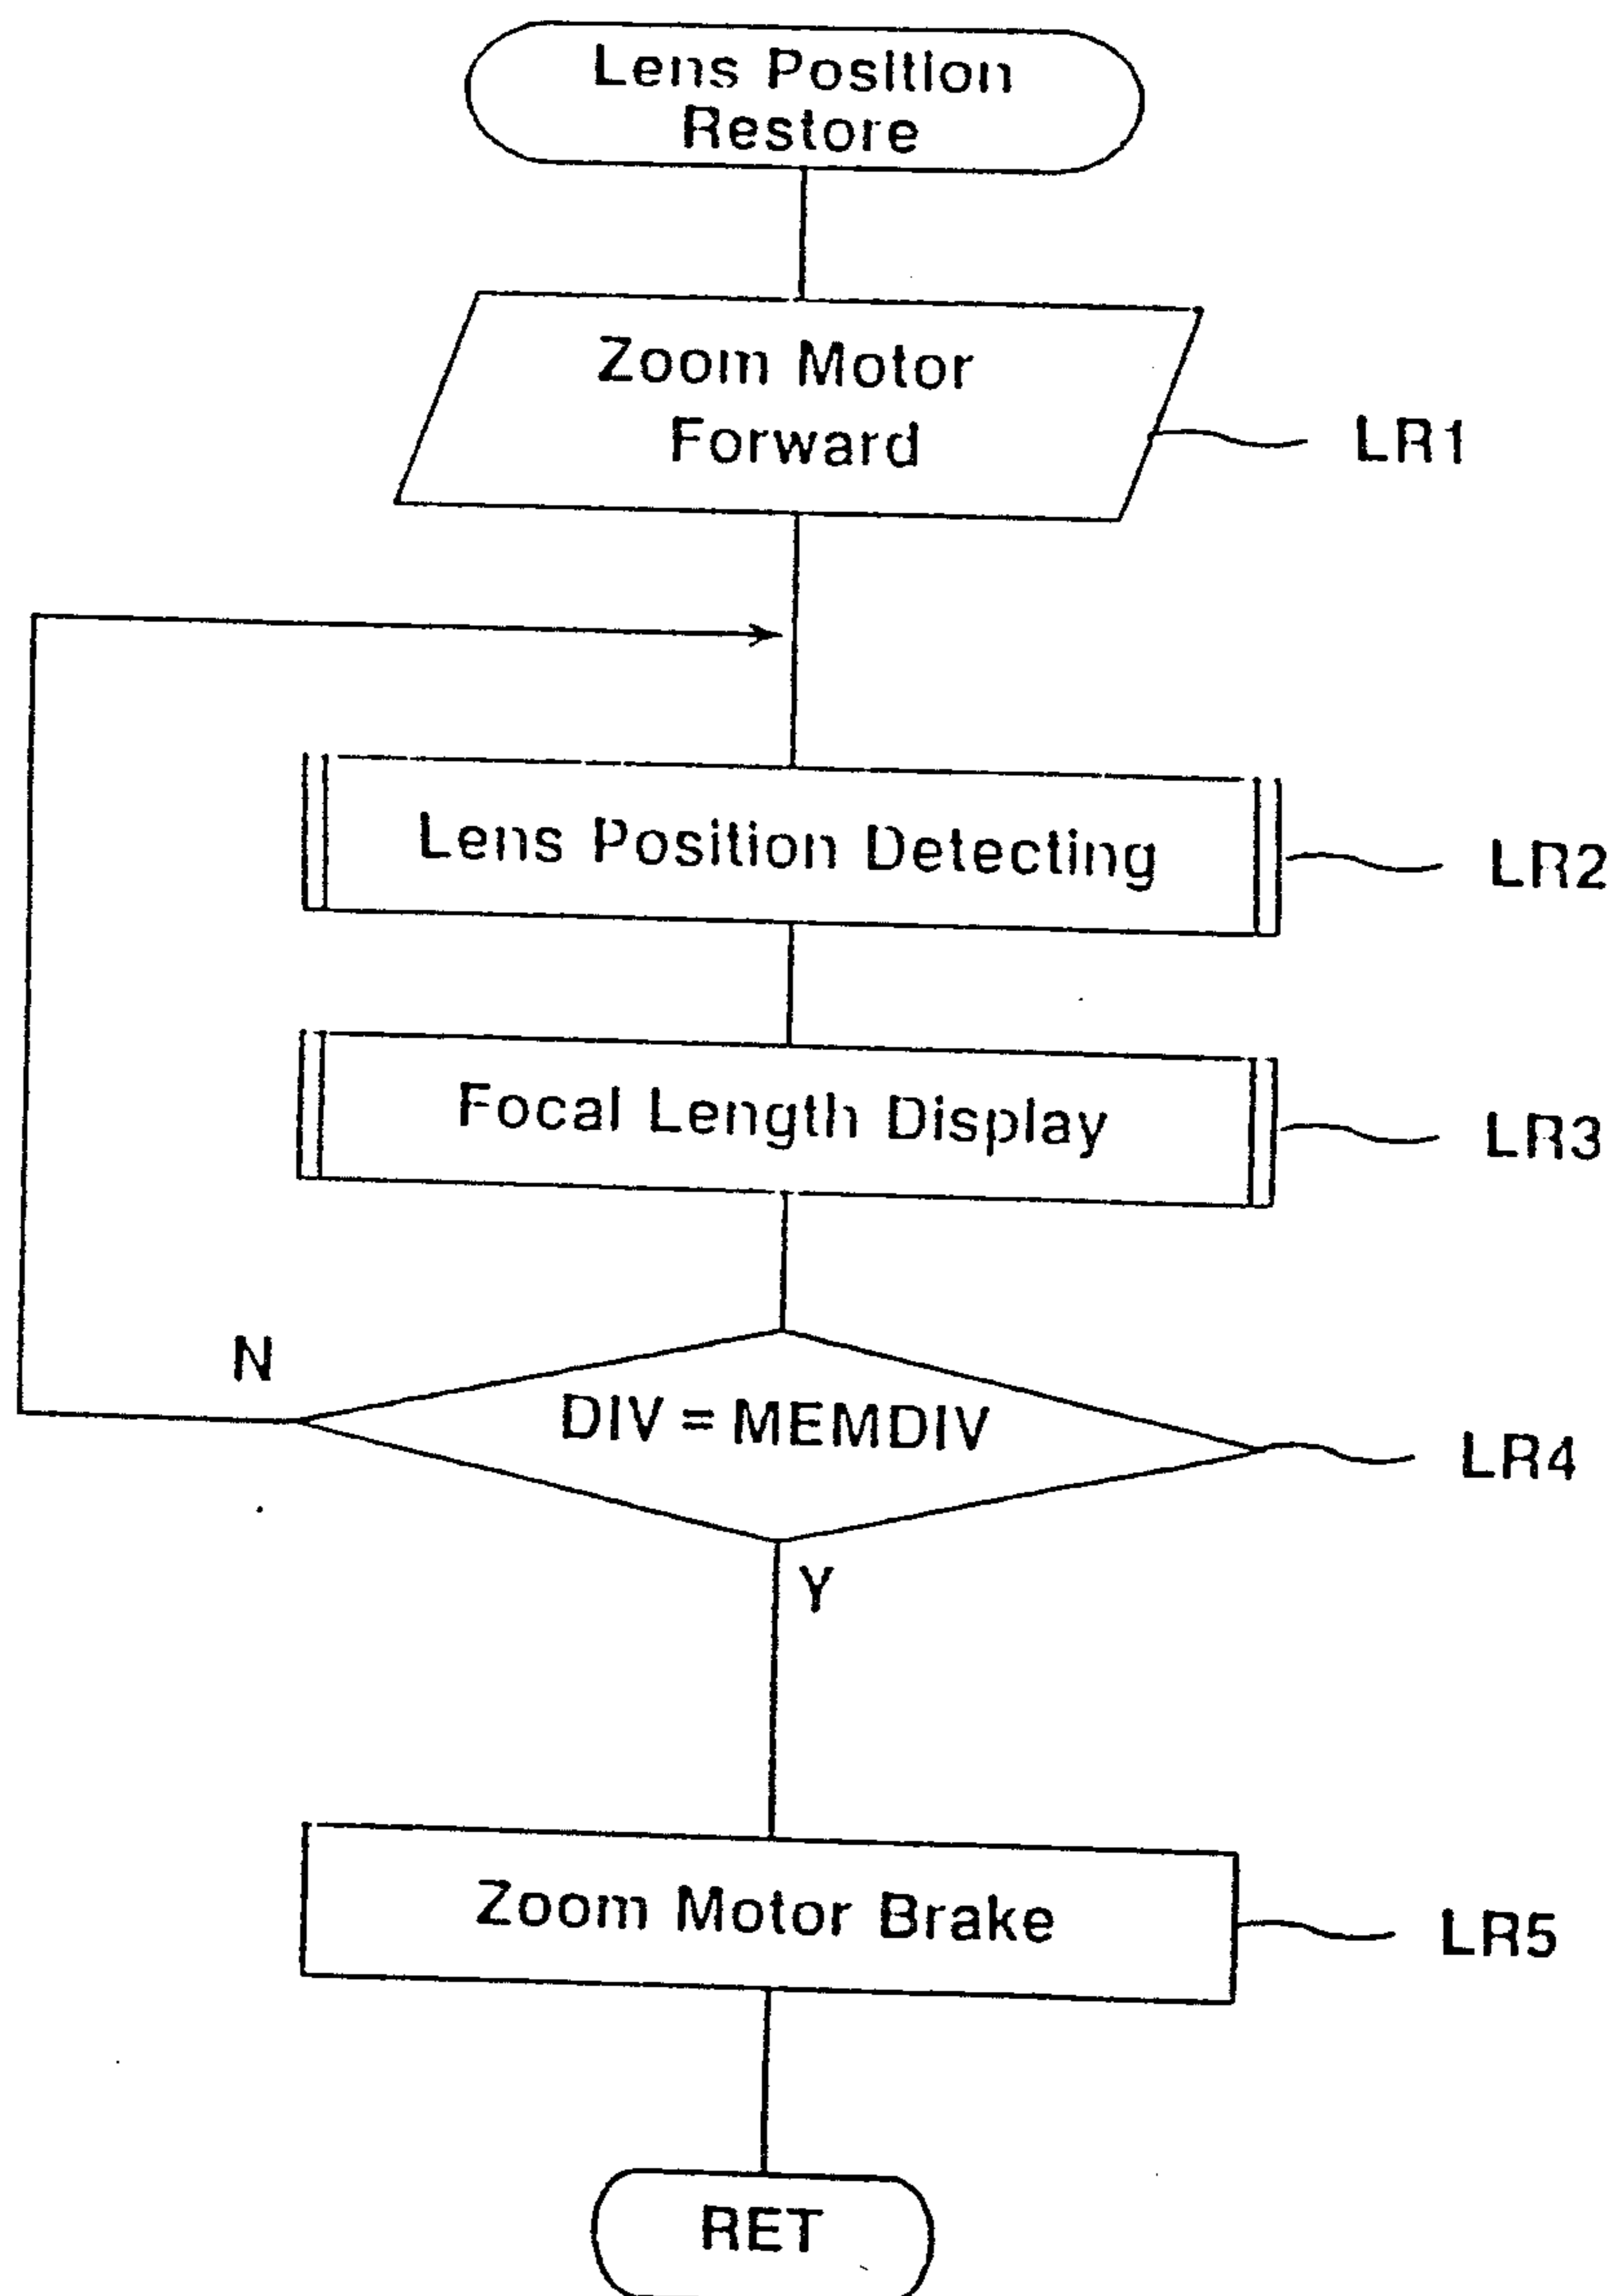 Lens Position
Restore
Zoom Motor
Forward
LR1
Lens Position Detecting
LR2
Focal Length Display
LR3
N
DIV = MEMDIV
LR4
Y
Zoom Motor Brake
LR5
RET